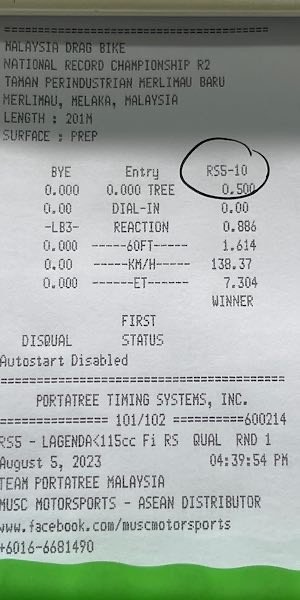 MALAYSIA DRAG BIKE
NATIONAL RECORD CHAMPIONSHIP R2
TAMAN PERINDUSTRIAN MERLIMAU BARU
MERLIMAU, MELAKA, MALAYSIA
LENGTH : 201M
SURFACE : PREP
BYE Entry RS5-10
0.000 0.000 TREE 0.500
0.00 DIAL-IN 0.00
-LB3- REACTION 0.886
0.000 ------60FT----- 1.614
0.00 ------KM/H----- 138.37
0.000 ------ET------- 7.304
WINNER
FIRST
DISQUAL STATUS
Autostart Disabled
PORTATREE TIMING SYSTEMS, INC.
============== 101/102 ==========600214
RS5 - LAGENDA<115cc Fi RS QUAL RND 1
August 5, 2023 04:39:54 PM
TEAM PORTATREE MALAYSIA
MUSC MOTORSPORTS - ASEAN DISTRIBUTOR
www.facebook.com/muscmotorsports
+6016-6681490